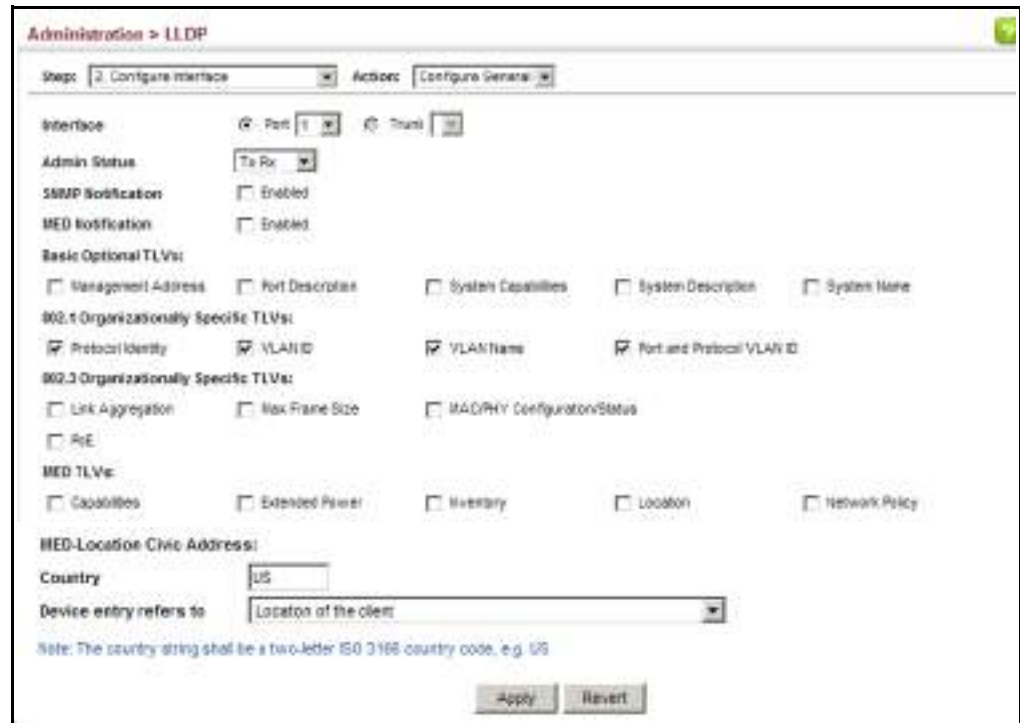 Administration > LLDP
Step: 2. Configure Interface Action: Configure General
Interface Port 1 Trunk
Admin Status Tx Rx
SNMP Notification Enabled
MED Notification Enabled
Basic Optional TLVs:
Management Address Port Description System Capabilities System Description System Name
802.1 Organizationally Specific TLVs:
Protocol Identity VLAN ID VLAN Name Port and Protocol VLAN ID
802.3 Organizationally Specific TLVs:
Link Aggregation Max Frame Size MAC/PHY Configuration/Status
PoE
MED TLVs:
Capabilities Extended Power Inventory Location Network Policy
MED-Location Civic Address:
Country US
Device entry refers to Location of the client
Note: The country string shall be a two-letter ISO 3166 country code, e.g. US
Apply Revert